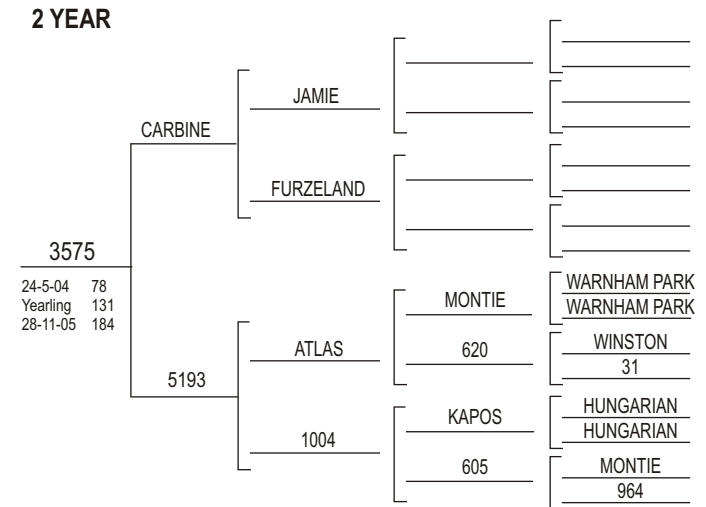 2 YEAR
JAMIE
CARBINE
FURZELAND
3575
24-5-04 78
Yearling 131
28-11-05 184
WARNHAM PARK
MONTIE
WARNHAM PARK
ATLAS
620
WINSTON
31
5193
HUNGARIAN
KAPOS
HUNGARIAN
1004
605
MONTIE
964